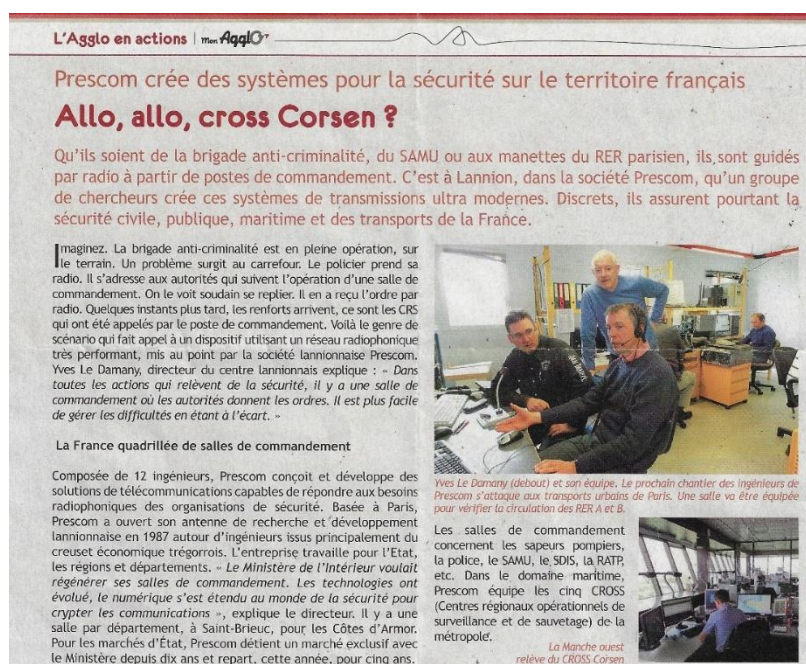 L'Agglo en actions | mon Agglo
Prescom crée des systèmes pour la sécurité sur le territoire français
Allo, allo, cross Corsen ?
Qu'ils soient de la brigade anti-criminalité, du SAMU ou aux manettes du RER parisien, ils sont guidés
par radio à partir de postes de commandement. C'est à Lannion, dans la société Prescom, qu'un groupe
de chercheurs crée ces systèmes de transmissions ultra modernes. Discrets, ils assurent pourtant la
sécurité civile, publique, maritime et des transports de la France.
Imaginez. La brigade anti-criminalité est en pleine opération, sur
le terrain. Un problème surgit au carrefour. Le policier prend sa
radio. Il s'adresse aux autorités qui suivent l'opération d'une salle de
commandement. On le voit soudain se replier. Il en a reçu l'ordre par
radio. Quelques instants plus tard, les renforts arrivent, ce sont les CRS
qui ont été appelés par le poste de commandement. Voilà le genre de
scénario qui fait appel à un dispositif utilisant un réseau radiophonique
très performant, mis au point par la société lannionnaise Prescom.
Yves Le Damany, directeur du centre lannionnais explique : « Dans
toutes les actions qui relèvent de la sécurité, il y a une salle de
commandement où les autorités donnent les ordres. Il est plus facile
de gérer les difficultés en étant à l'écart. »
La France quadrillée de salles de commandement
Composée de 12 ingénieurs, Prescom conçoit et développe des
solutions de télécommunications capables de répondre aux besoins
radiophoniques des organisations de sécurité. Basée à Paris,
Prescom a ouvert son antenne de recherche et développement
lannionnaise en 1987 autour d'ingénieurs issus principalement du
creuset économique trégorrois. L'entreprise travaille pour l'Etat,
les régions et départements. « Le Ministère de l'Intérieur voulait
régénérer ses salles de commandement. Les technologies ont
évolué, le numérique s'est étendu au monde de la sécurité pour
crypter les communications », explique le directeur. Il y a une
salle par département, à Saint-Brieuc, pour les Côtes d'Armor.
Pour les marchés d'État, Prescom détient un marché exclusif avec
le Ministère depuis dix ans et repart, cette année, pour cinq ans.
Yves Le Damany (debout) et son équipe. Le prochain chantier des ingénieurs de
Prescom s'attaque aux transports urbains de Paris. Une salle va être équipée
pour vérifier la circulation des RER A et B.
Les salles de commandement
concernent les sapeurs pompiers,
la police, le SAMU, le SDIS, la RATP,
etc. Dans le domaine maritime,
Prescom équipe les cinq CROSS
(Centres régionaux opérationnels de
surveillance et de sauvetage) de la
métropole.
La Manche ouest
relève du CROSS Corsen